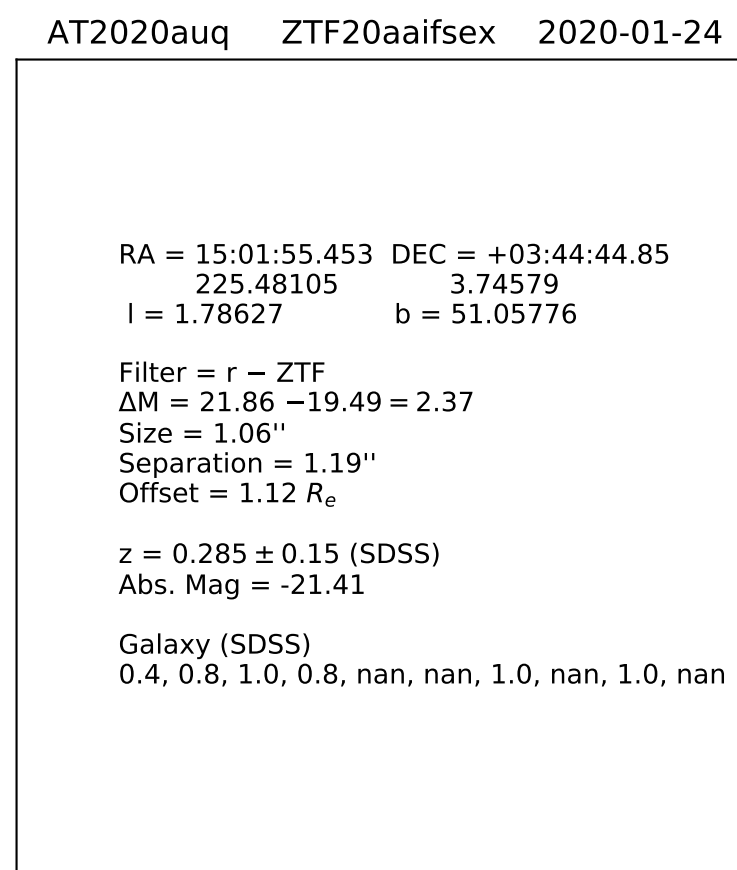 AT2020auq ZTF20aaifsex 2020-01-24
RA = 15:01:55.453 DEC = +03:44:44.85
225.48105 3.74579
l = 1.78627 b = 51.05776
Filter = r − ZTF
ΔM = 21.86 −19.49 = 2.37
Size = 1.06''
Separation = 1.19''
Offset = 1.12 Rₑ
z = 0.285 ± 0.15 (SDSS)
Abs. Mag = -21.41
Galaxy (SDSS)
0.4, 0.8, 1.0, 0.8, nan, nan, 1.0, nan, 1.0, nan